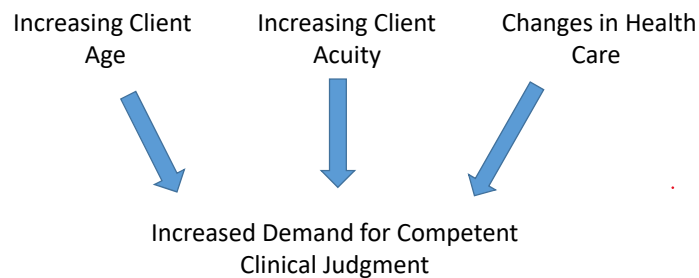 Increasing Client
Age
Increasing Client
Acuity
Changes in Health
Care
Increased Demand for Competent
Clinical Judgment